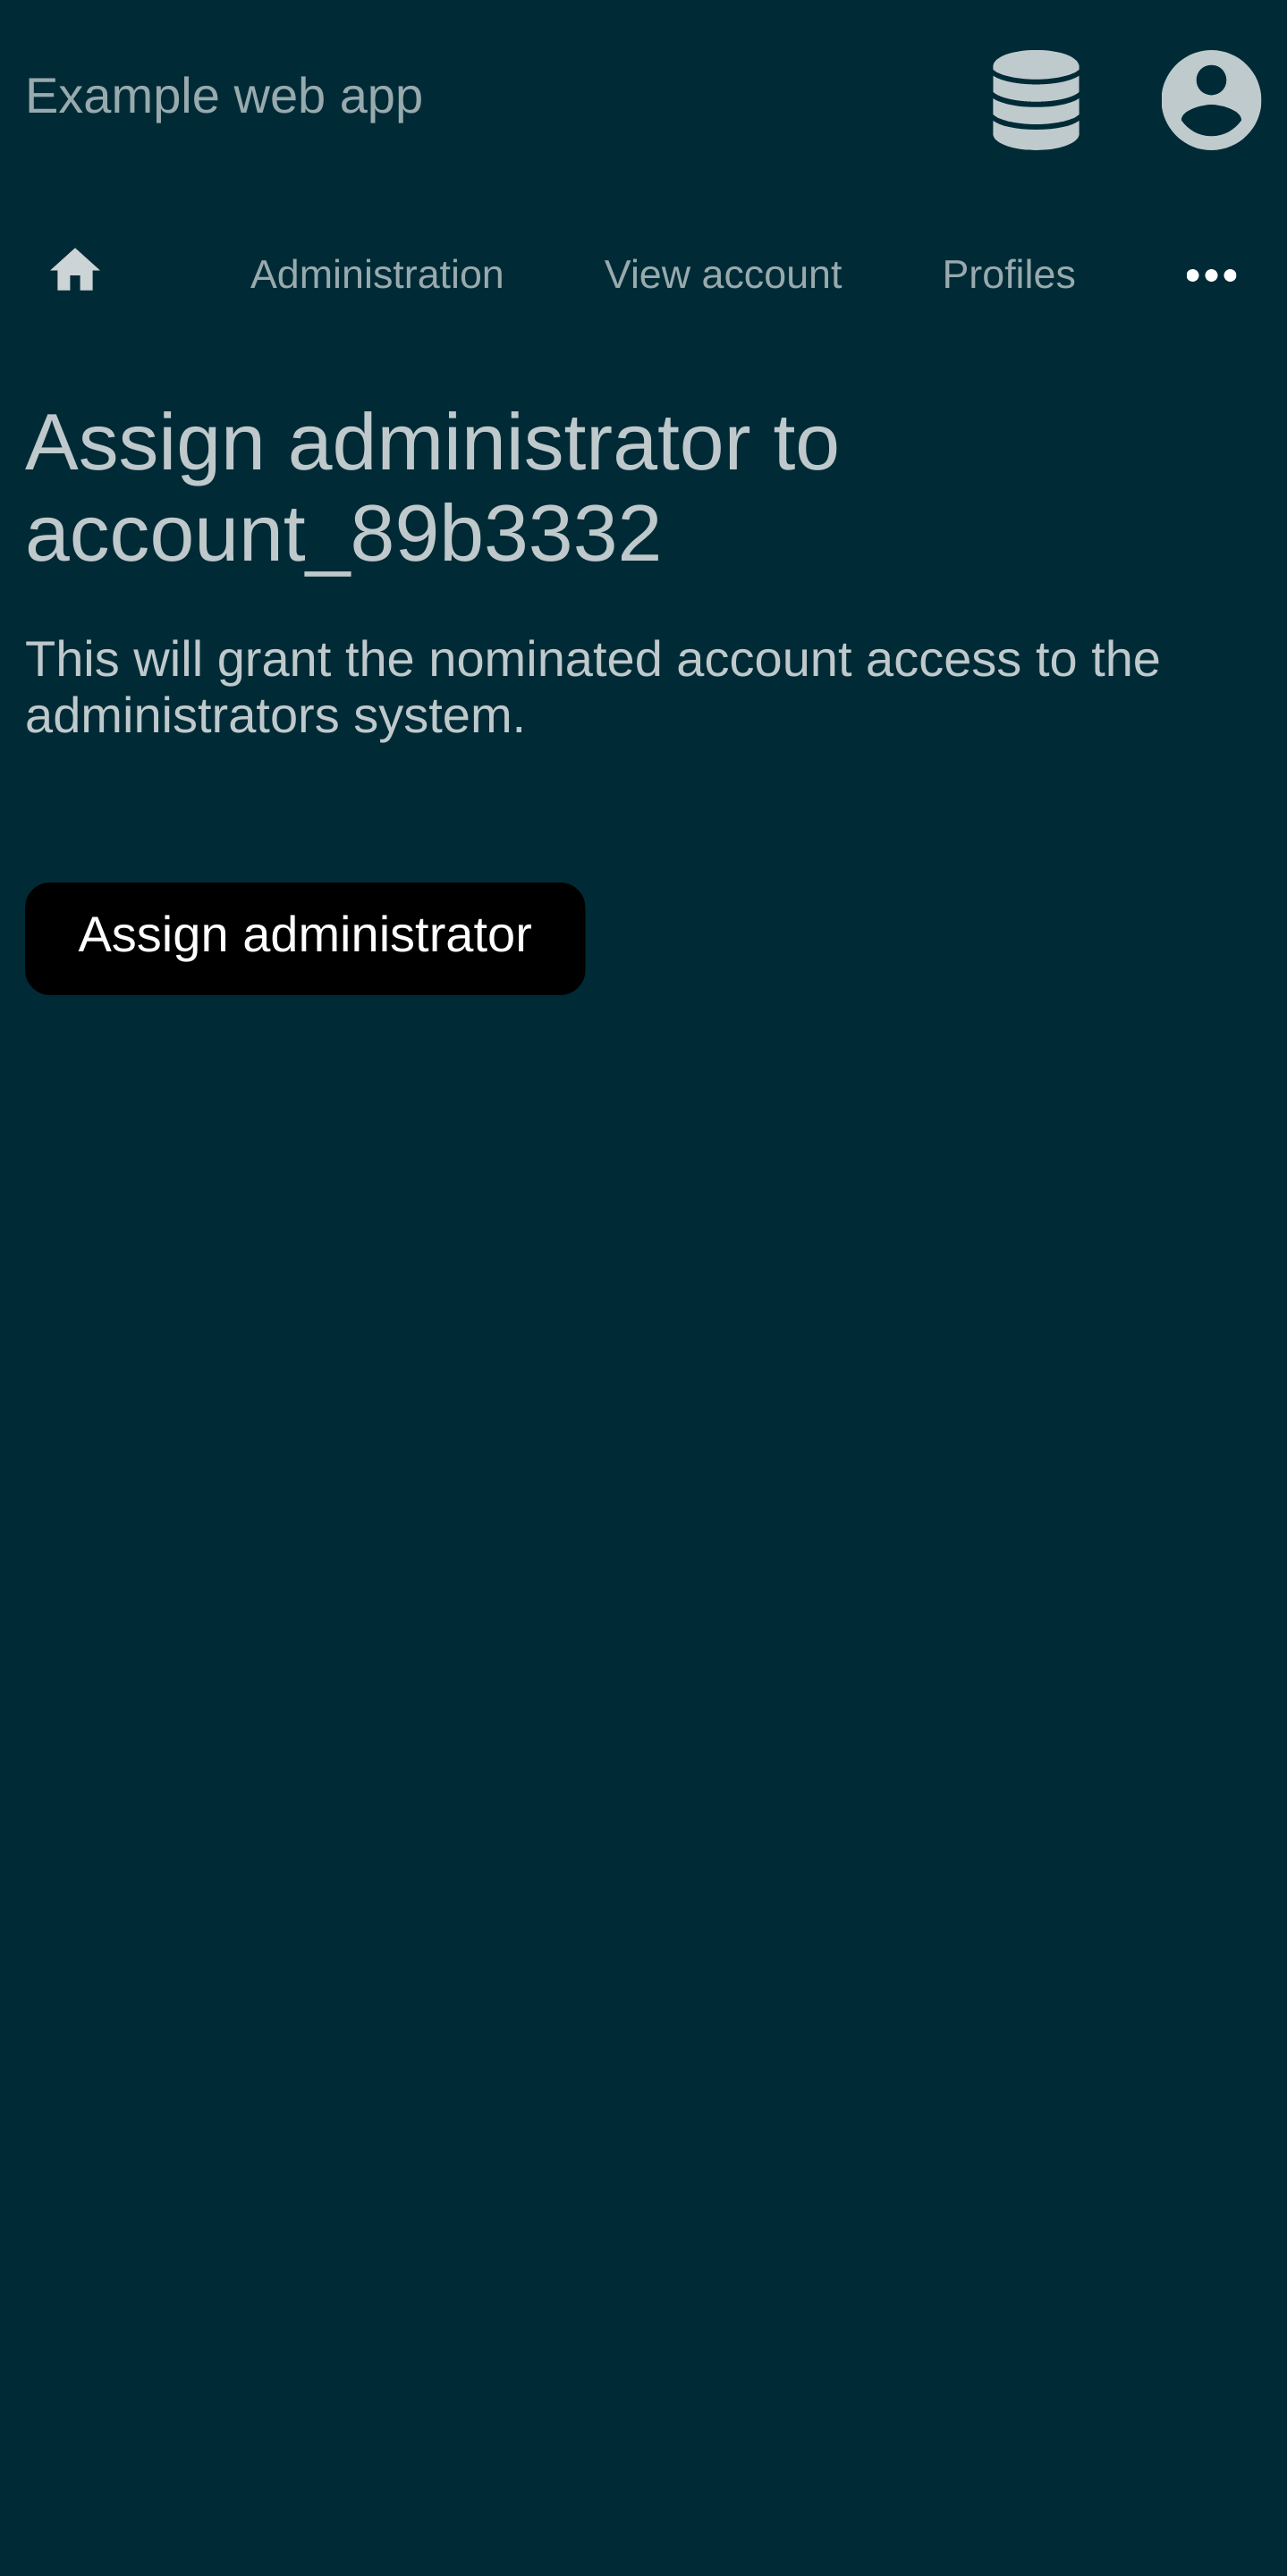 Example web app
Administration View account Profiles
Assign administrator to
account_89b3332
This will grant the nominated account access to the
administrators system.
Assign administrator